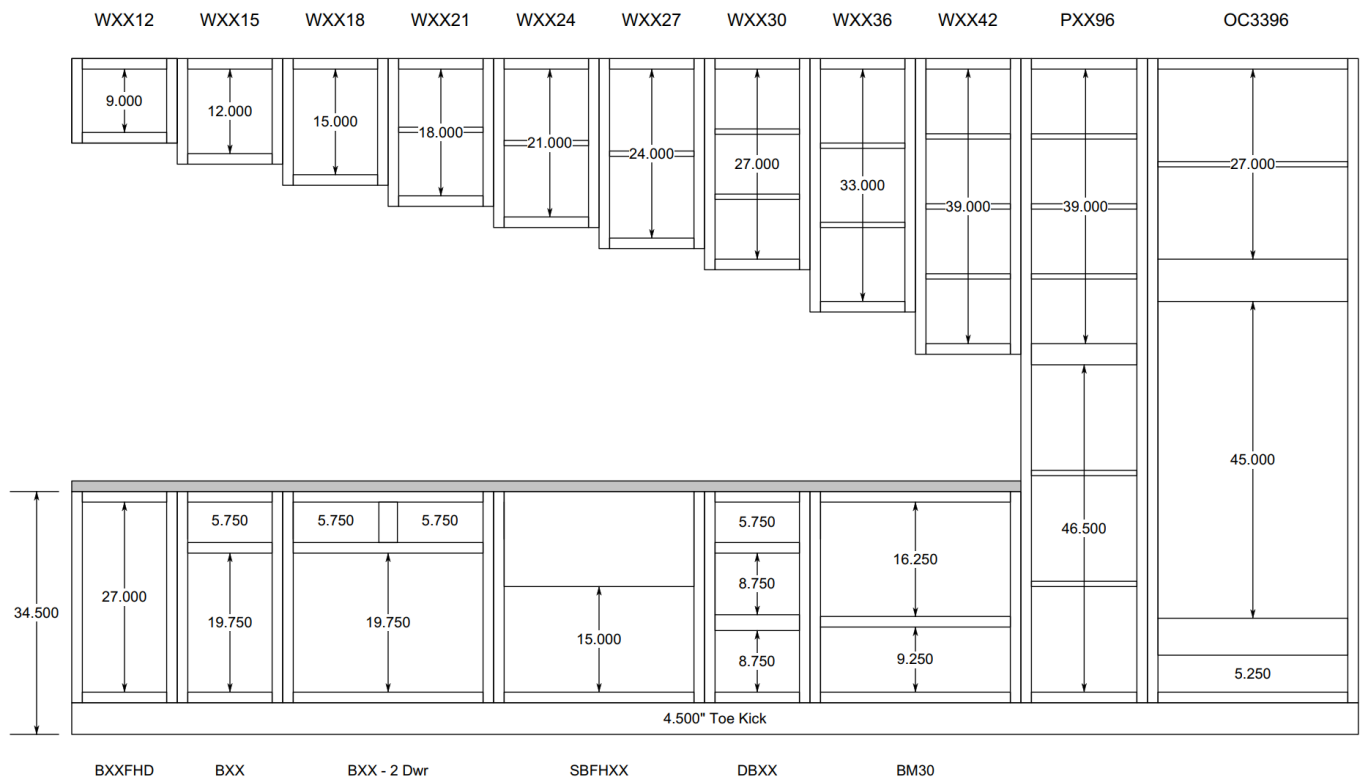 WXX12 WXX15 WXX18 WXX21 WXX24 WXX27 WXX30 WXX36 WXX42 PXX96 OC3396
9.000 12.000 15.000 18.000 21.000 24.000 27.000 33.000 39.000 39.000 27.000
45.000
5.750 5.750 5.750 5.750
46.500
16.250
8.750
34.500 27.000 19.750 19.750 15.000
8.750 9.250
5.250
4.500" Toe Kick
BXXFHD BXX BXX - 2 Dwr SBFHXX DBXX BM30